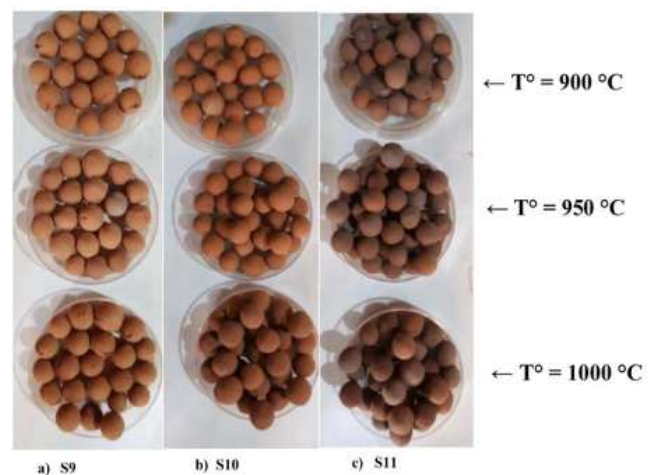 ← T° = 900 °C
← T° = 950 °C
← T° = 1000 °C
a) S9
b) S10
c) S11